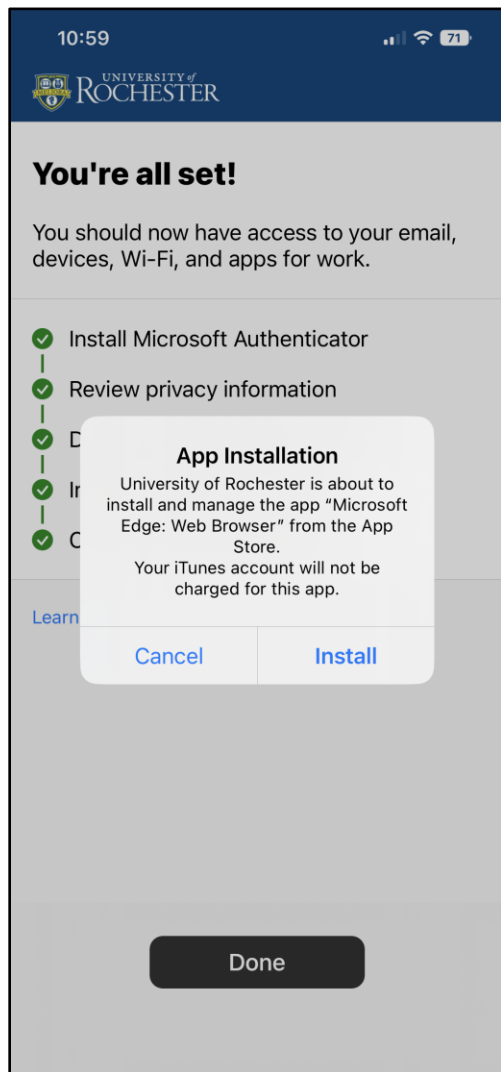 10:59
71
UNIVERSITY of
ROCHESTER
MELIORA
You're all set!
You should now have access to your email,
devices, Wi-Fi, and apps for work.
Install Microsoft Authenticator
Review privacy information
App Installation
University of Rochester is about to
install and manage the app “Microsoft
Edge: Web Browser” from the App
Store.
Your iTunes account will not be
charged for this app.
Learn
Cancel
Install
Done